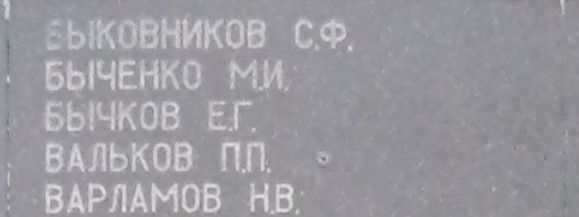 БЫКОВНИКОВ С.Ф.
БЫЧЕНКО М.И.
БЫЧКОВ Е.Г.
ВАЛЬКОВ П.П.
ВАРЛАМОВ Н.В.